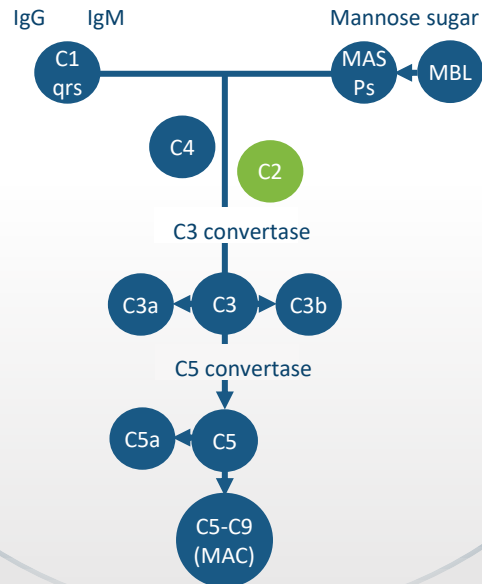 IgG IgM Mannose sugar
C1
qrs
MAS
Ps
MBL
C4
C2
C3 convertase
C3a
C3
C3b
C5 convertase
C5a
C5
C5-C9
(MAC)